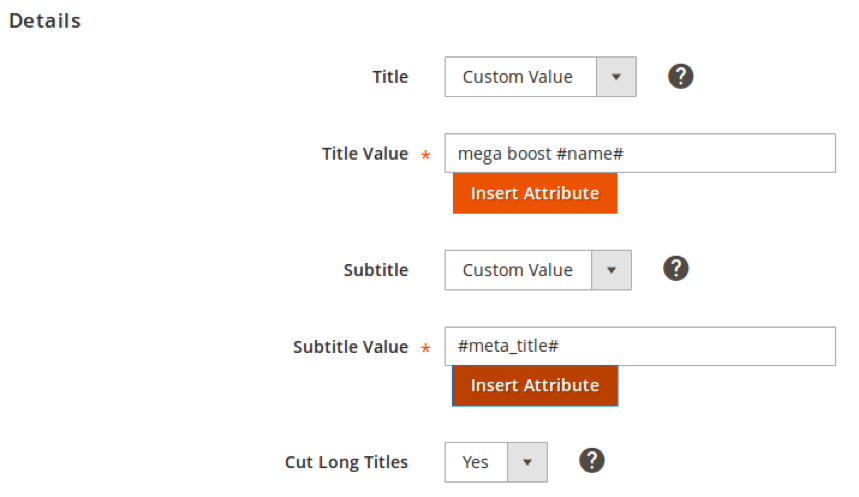 Details
Title Custom Value ?
Title Value * mega boost #name#
Insert Attribute
Subtitle Custom Value ?
Subtitle Value * #meta_title#
Insert Attribute
Cut Long Titles Yes ?